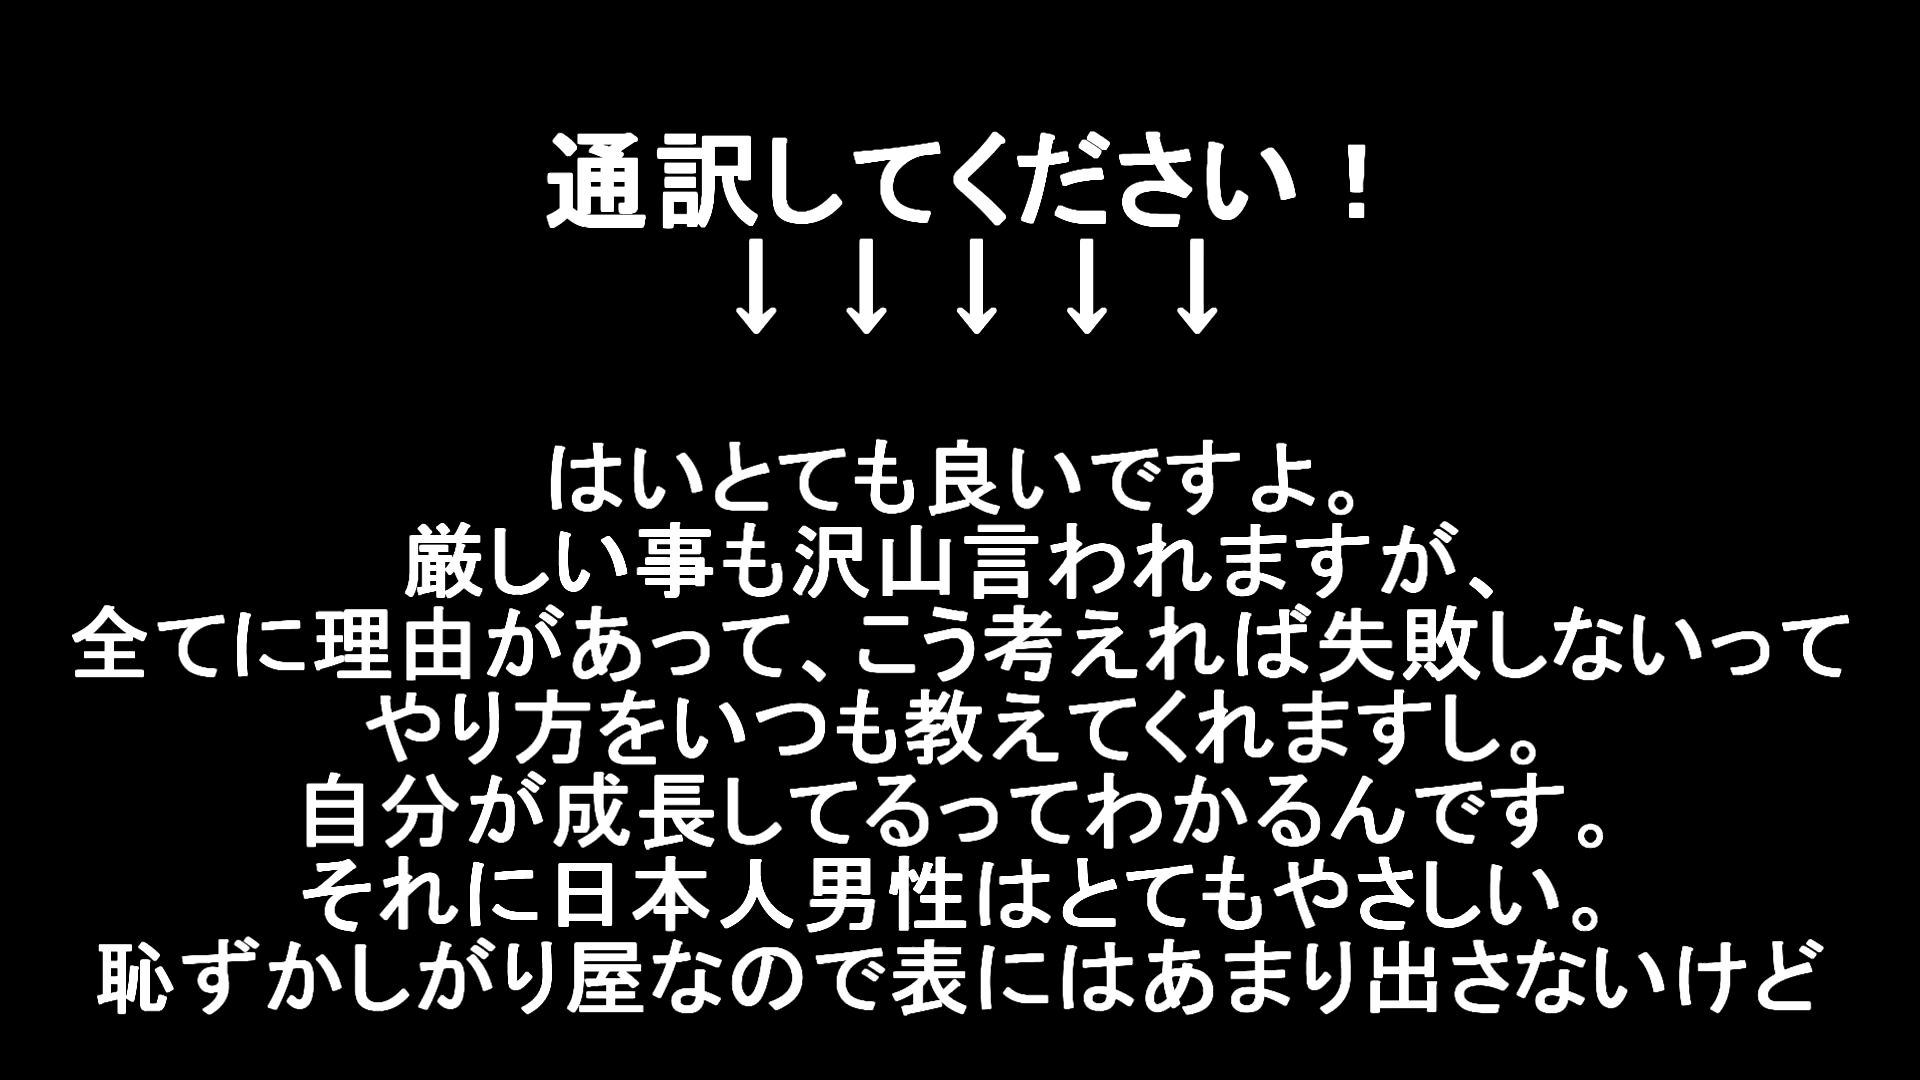 通訳してください！
↓↓↓↓↓
はいとても良いですよ。
厳しい事も沢山言われますが、
全てに理由があって、こう考えれば失敗しないって
やり方をいつも教えてくれますし。
自分が成長してるってわかるんです。
それに日本人男性はとてもやさしい。
恥ずかしがり屋なので表にはあまり出さないけど